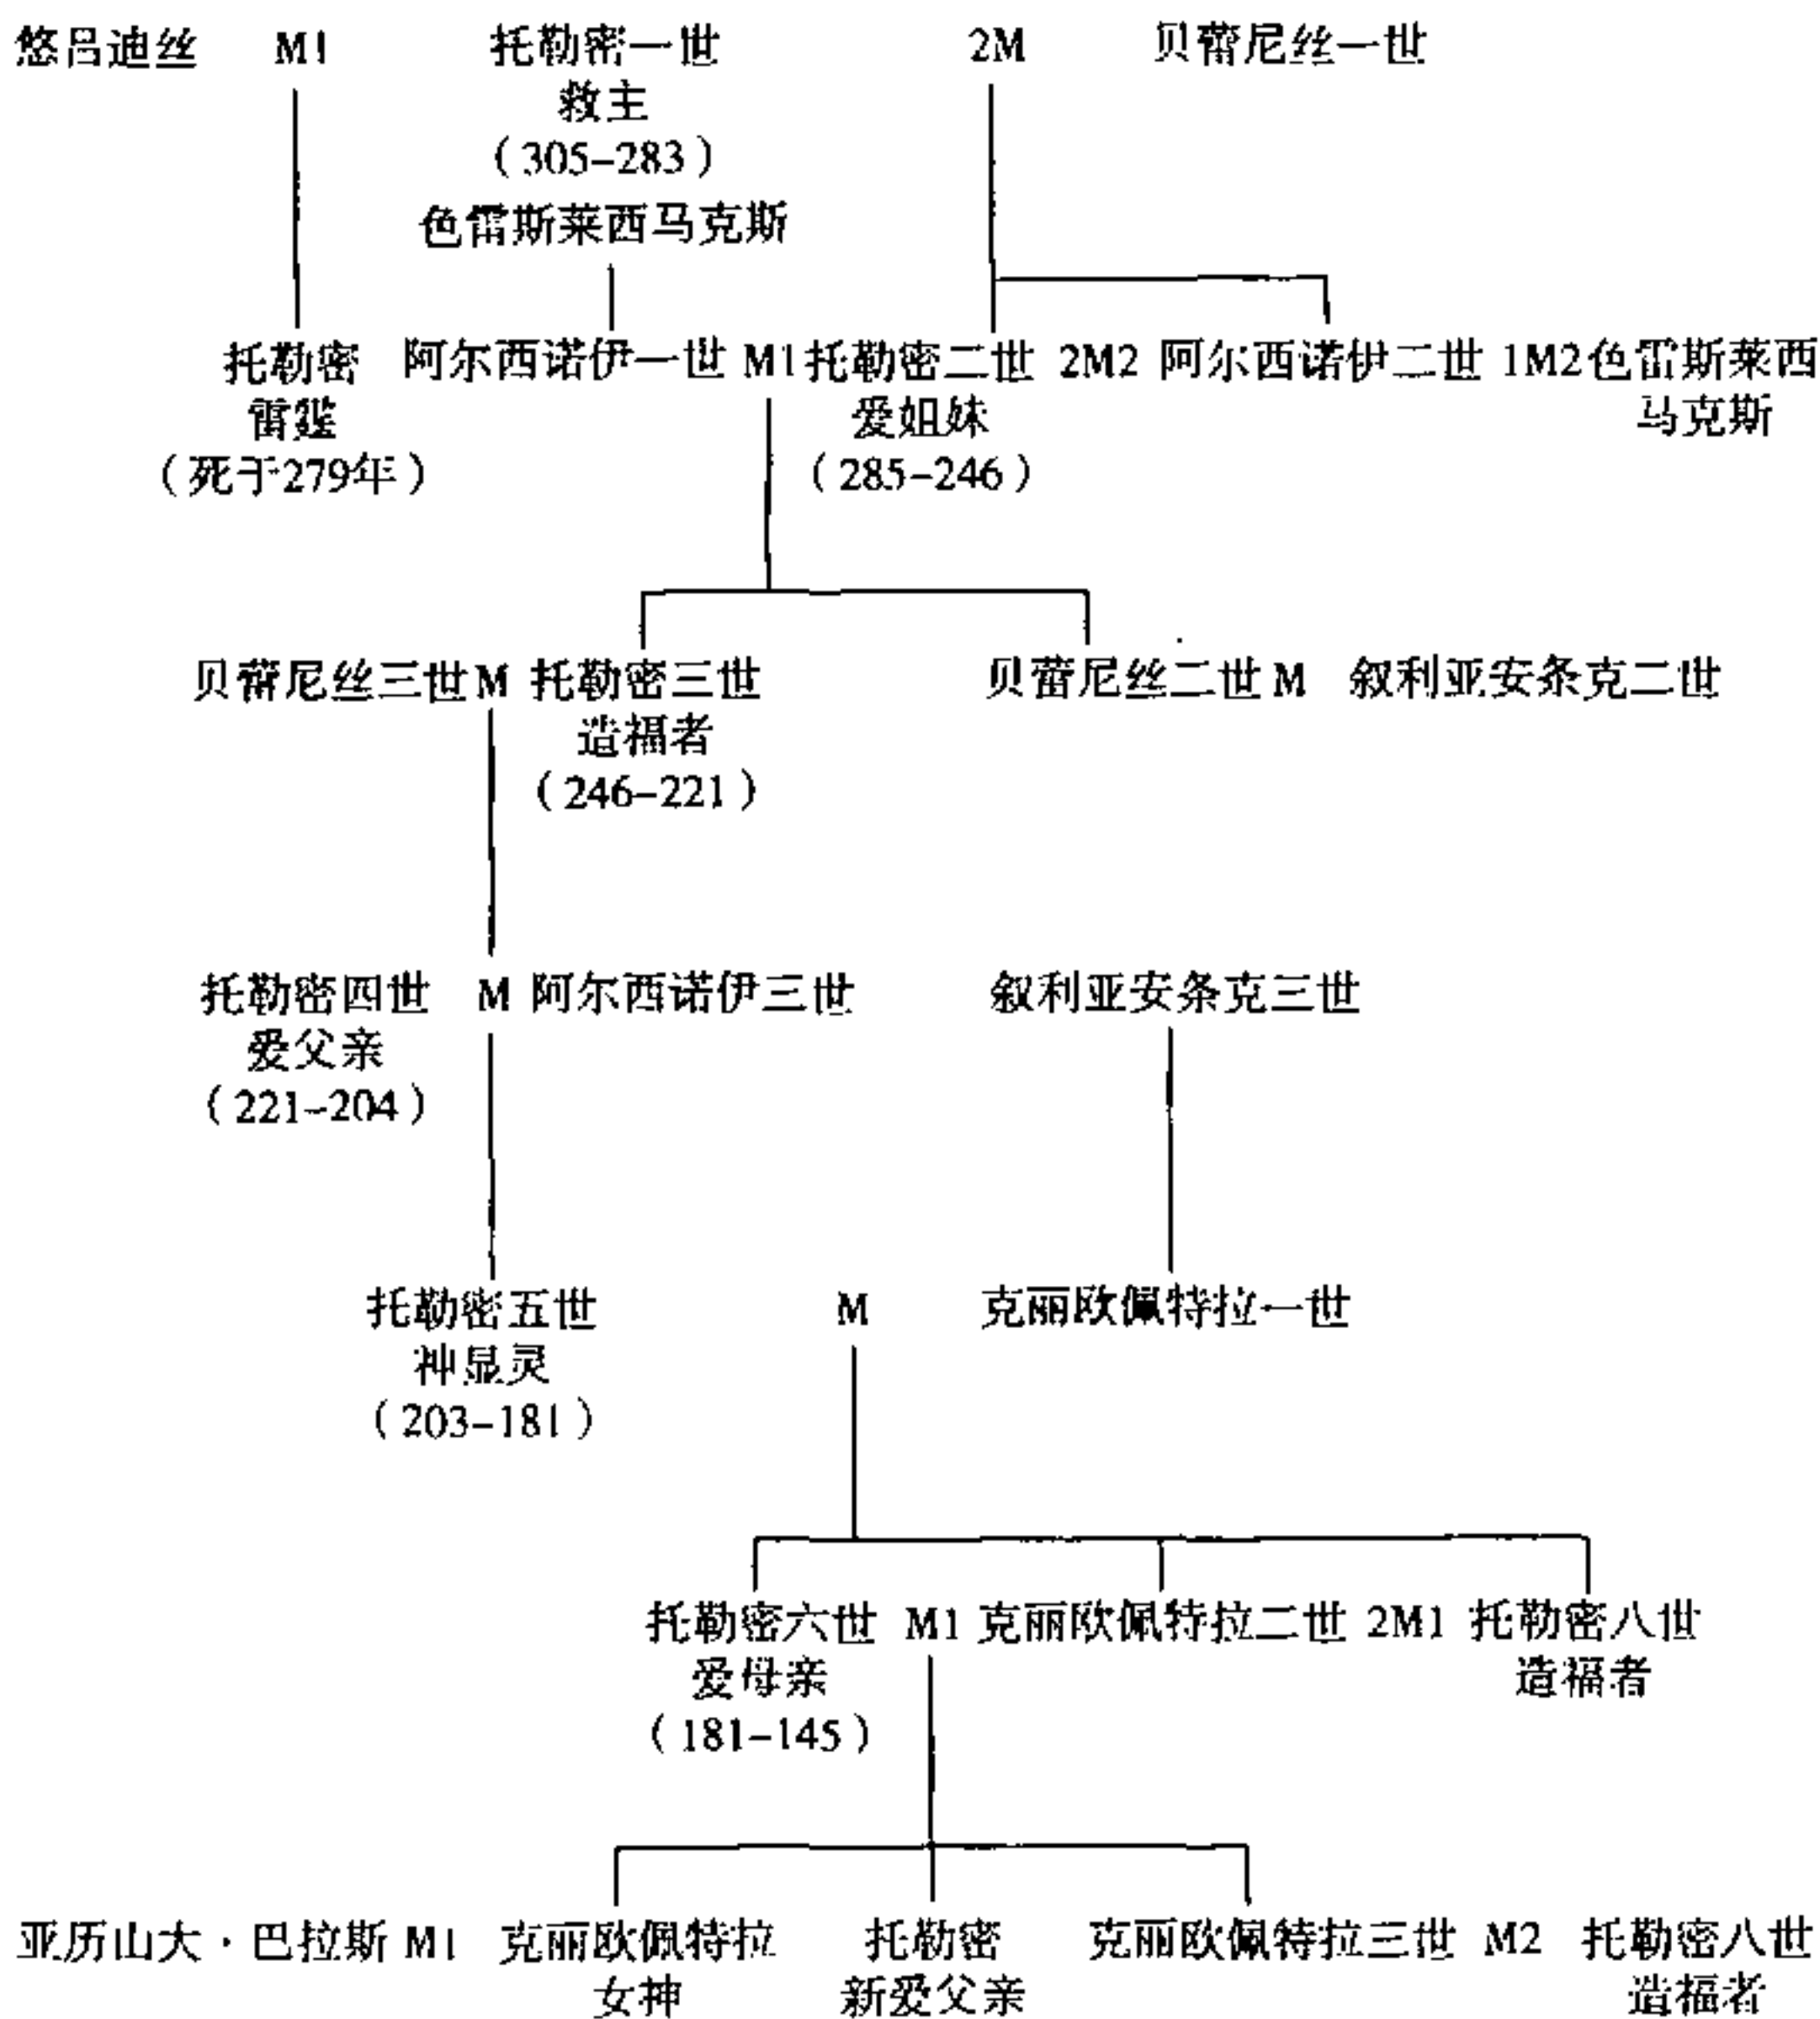 悠吕迪丝 M1 托勒密一世 2M 贝蕾尼丝一世
救主
（305-283）
色雷斯莱西马克斯
托勒密 阿尔西诺伊一世 M1 托勒密二世 2M2 阿尔西诺伊二世 1M2 色雷斯莱西
雷霆 爱姐妹 马克斯
（死于279年） （285-246）
贝蕾尼丝三世 M 托勒密三世 贝蕾尼丝二世 M 叙利亚安条克二世
造福者
（246-221）
托勒密四世 M 阿尔西诺伊三世 叙利亚安条克三世
爱父亲
（221-204）
托勒密五世 M 克丽欧佩特拉一世
神显灵
（203-181）
托勒密六世 M1 克丽欧佩特拉二世 2M1 托勒密八世
爱母亲 造福者
（181-145）
亚历山大·巴拉斯 M1 克丽欧佩特拉 托勒密 克丽欧佩特拉三世 M2 托勒密八世
女神 新爱父亲 造福者